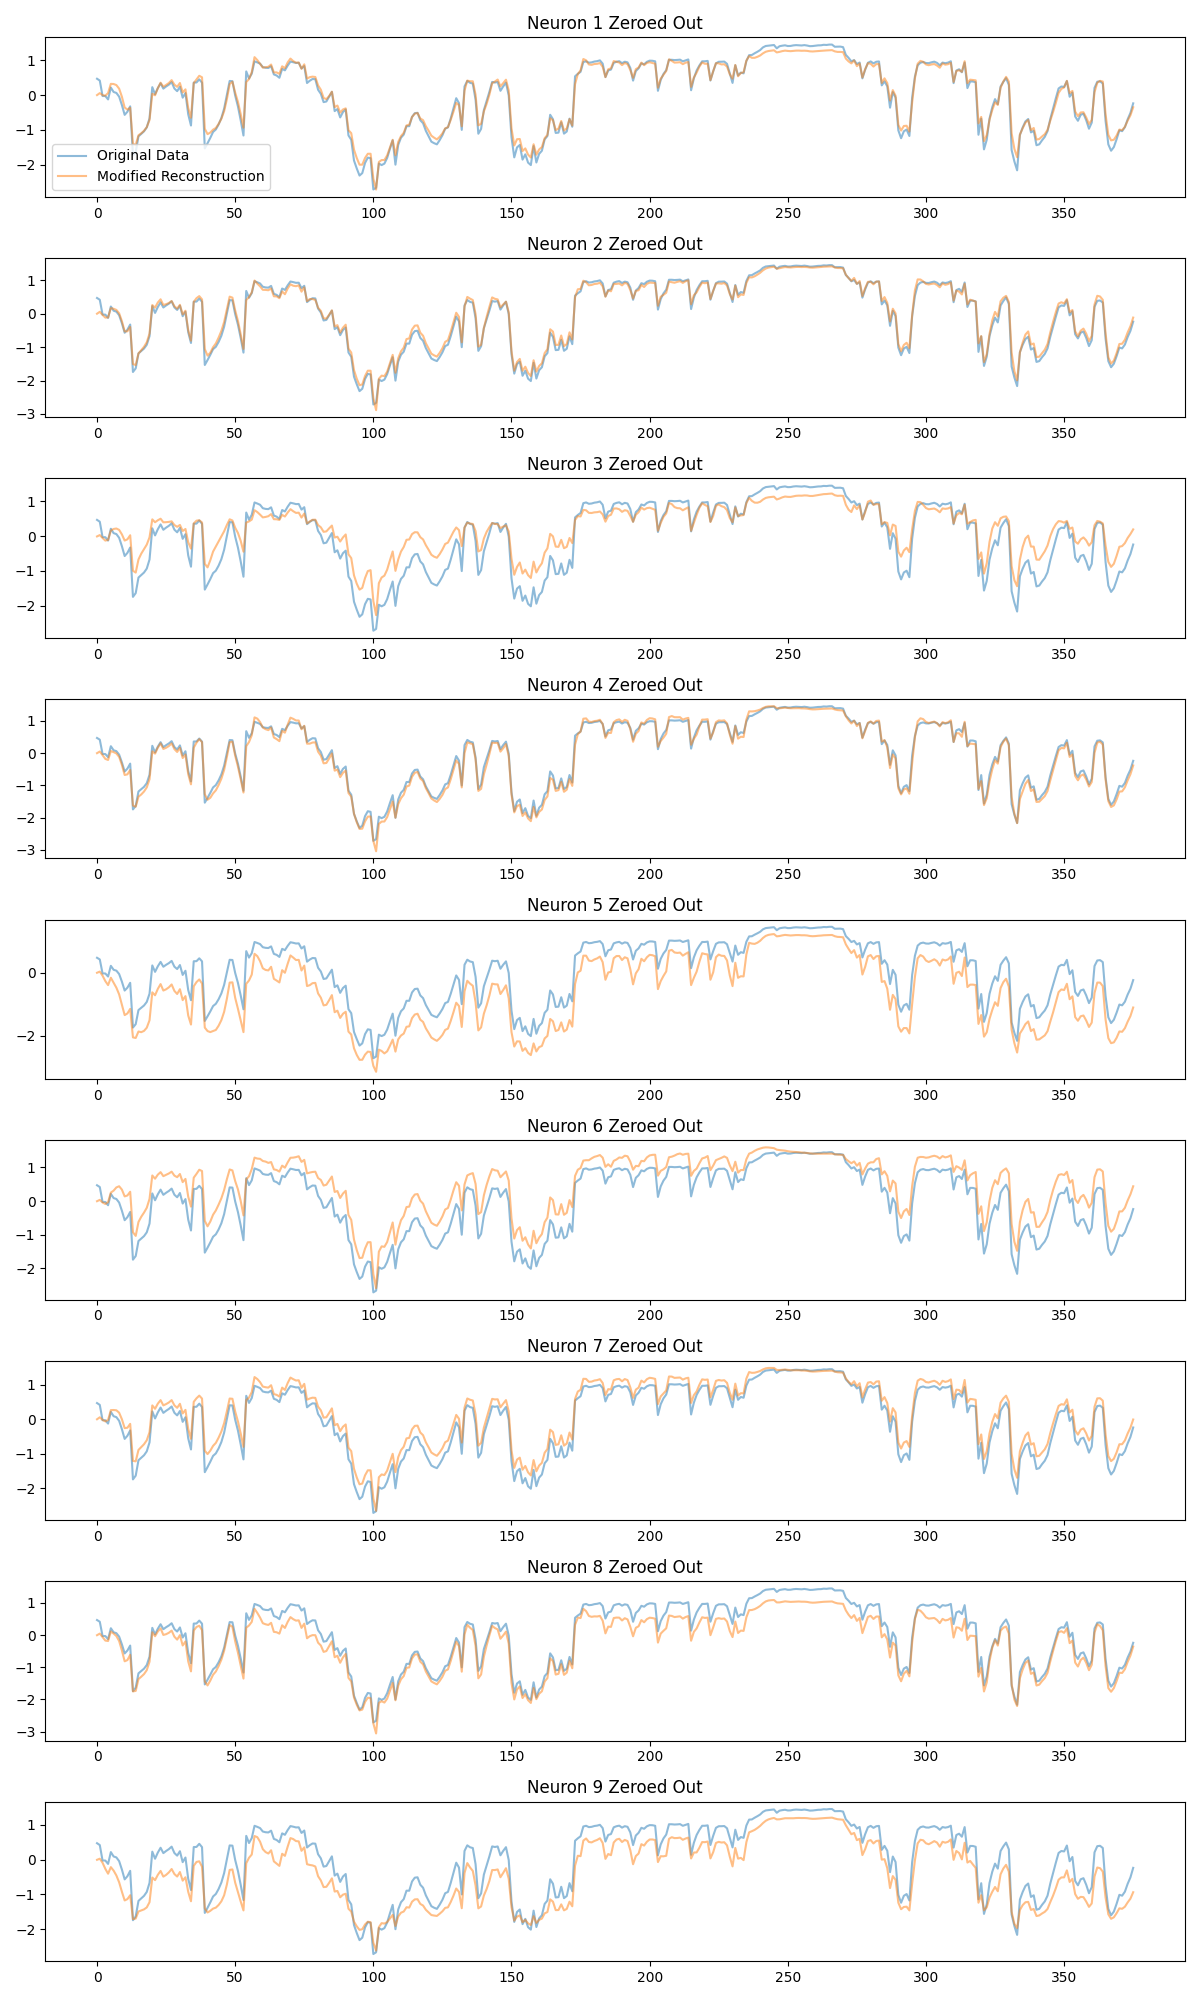 Neuron 1 Zeroed Out
1
0
−1
−2
Original Data
Modified Reconstruction
0 50 100 150 200 250 300 350
Neuron 2 Zeroed Out
1
0
−1
−2
−3
0 50 100 150 200 250 300 350
Neuron 3 Zeroed Out
1
0
−1
−2
0 50 100 150 200 250 300 350
Neuron 4 Zeroed Out
1
0
−1
−2
−3
0 50 100 150 200 250 300 350
Neuron 5 Zeroed Out
0
−2
0 50 100 150 200 250 300 350
Neuron 6 Zeroed Out
1
0
−1
−2
0 50 100 150 200 250 300 350
Neuron 7 Zeroed Out
1
0
−1
−2
0 50 100 150 200 250 300 350
Neuron 8 Zeroed Out
1
0
−1
−2
−3
0 50 100 150 200 250 300 350
Neuron 9 Zeroed Out
1
0
−1
−2
0 50 100 150 200 250 300 350